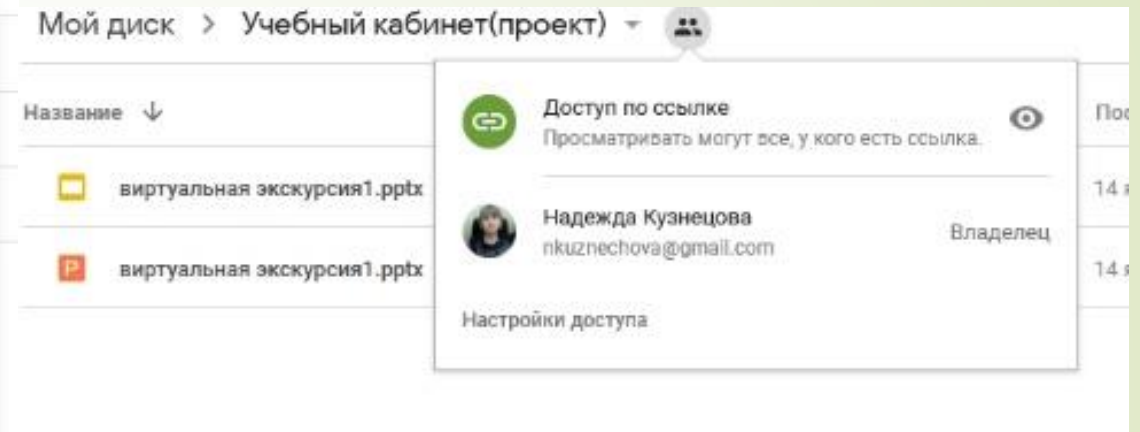 Мой диск > Учебный кабинет(проект)
Название ↓
Доступ по ссылке
Просматривать могут все, у кого есть ссылка.
Пос
виртуальная экскурсия1.pptx
14 я
Надежда Кузнецова
nkuznechova@gmail.com
Владелец
P виртуальная экскурсия1.pptx
14 я
Настройки доступа